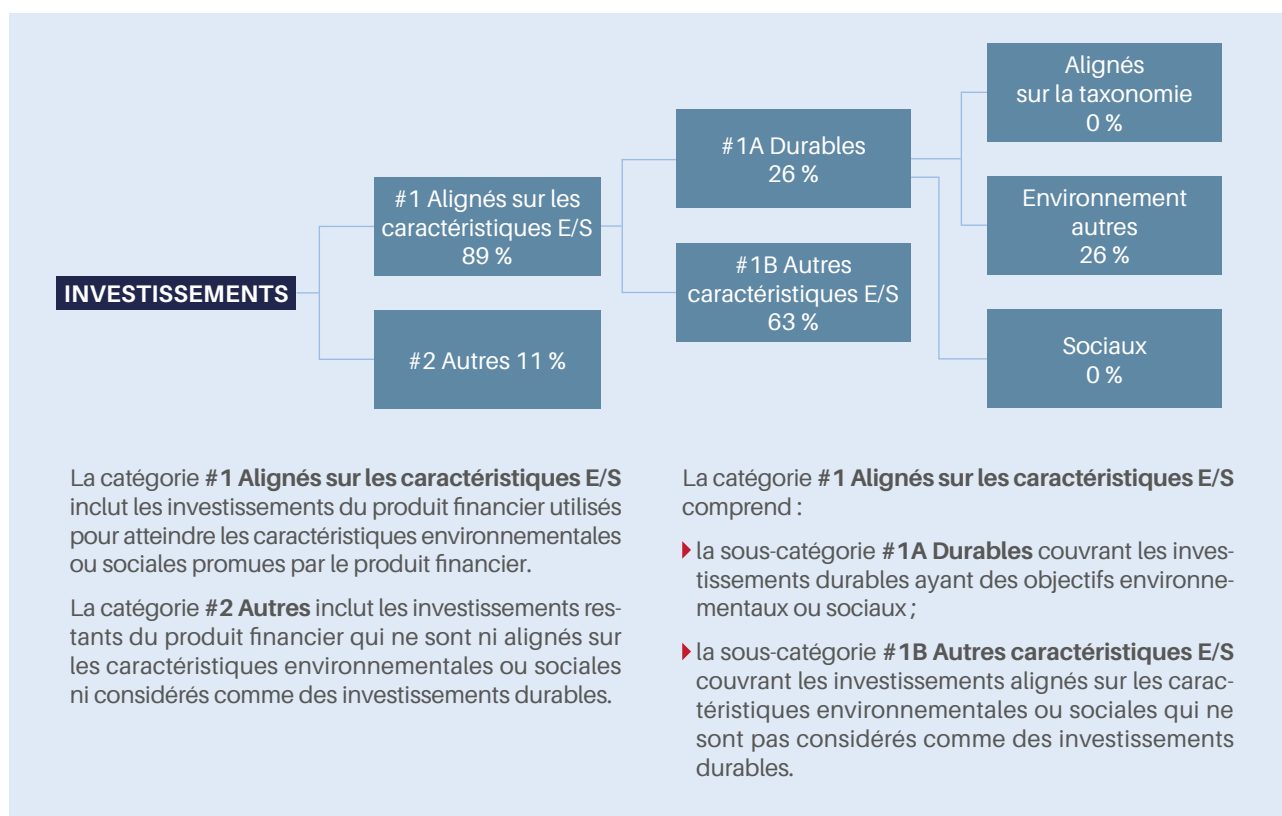 Alignés
sur la taxonomie
0 %
#1A Durables
26 %
#1 Alignés sur les
caractéristiques E/S
89 %
Environnement
autres
26 %
#1B Autres
caractéristiques E/S
63 %
INVESTISSEMENTS
#2 Autres 11 %
Sociaux
0 %
La catégorie #1 Alignés sur les caractéristiques E/S
inclut les investissements du produit financier utilisés
pour atteindre les caractéristiques environnementales
ou sociales promues par le produit financier.
La catégorie #2 Autres inclut les investissements res-
tants du produit financier qui ne sont ni alignés sur
les caractéristiques environnementales ou sociales
ni considérés comme des investissements durables.
La catégorie #1 Alignés sur les caractéristiques E/S
comprend :
la sous-catégorie #1A Durables couvrant les inves-
tissements durables ayant des objectifs environne-
mentaux ou sociaux ;
la sous-catégorie #1B Autres caractéristiques E/S
couvrant les investissements alignés sur les carac-
téristiques environnementales ou sociales qui ne
sont pas considérés comme des investissements
durables.